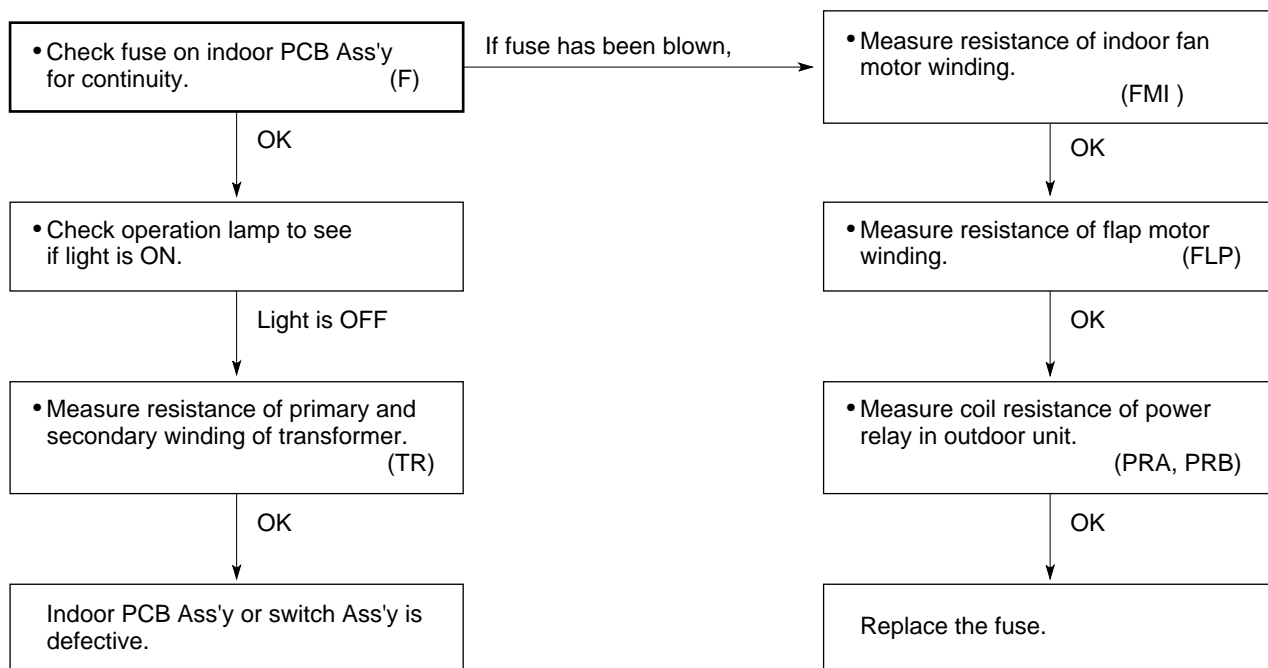 • Check fuse on indoor PCB Ass'y
for continuity. (F)
If fuse has been blown,
• Measure resistance of indoor fan
motor winding.
(FMI )
OK
OK
• Check operation lamp to see
if light is ON.
• Measure resistance of flap motor
winding. (FLP)
Light is OFF
OK
• Measure resistance of primary and
secondary winding of transformer.
(TR)
• Measure coil resistance of power
relay in outdoor unit.
(PRA, PRB)
OK
OK
Indoor PCB Ass'y or switch Ass'y is
defective.
Replace the fuse.